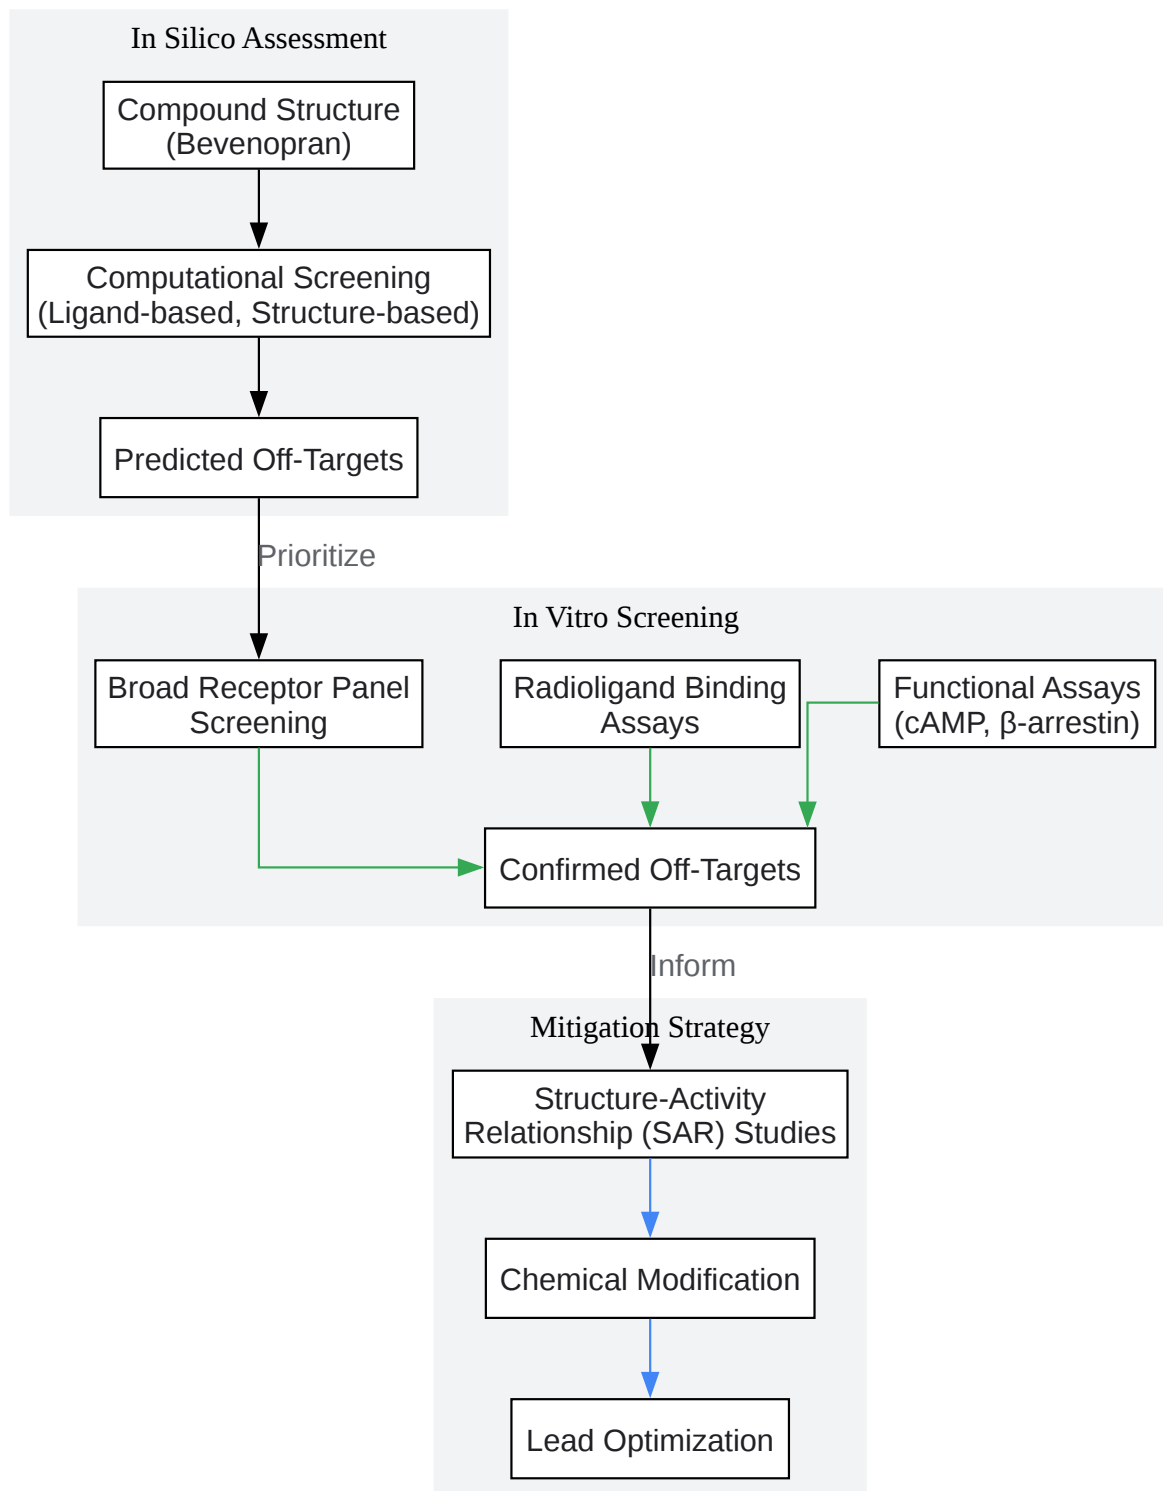 In Silico Assessment
Compound Structure
(Bevenopran)
Computational Screening
(Ligand-based, Structure-based)
Predicted Off-Targets
Prioritize
In Vitro Screening
Broad Receptor Panel
Screening
Radioligand Binding
Assays
Functional Assays
(cAMP, β-arrestin)
Confirmed Off-Targets
Inform
Mitigation Strategy
Structure-Activity
Relationship (SAR) Studies
Chemical Modification
Lead Optimization